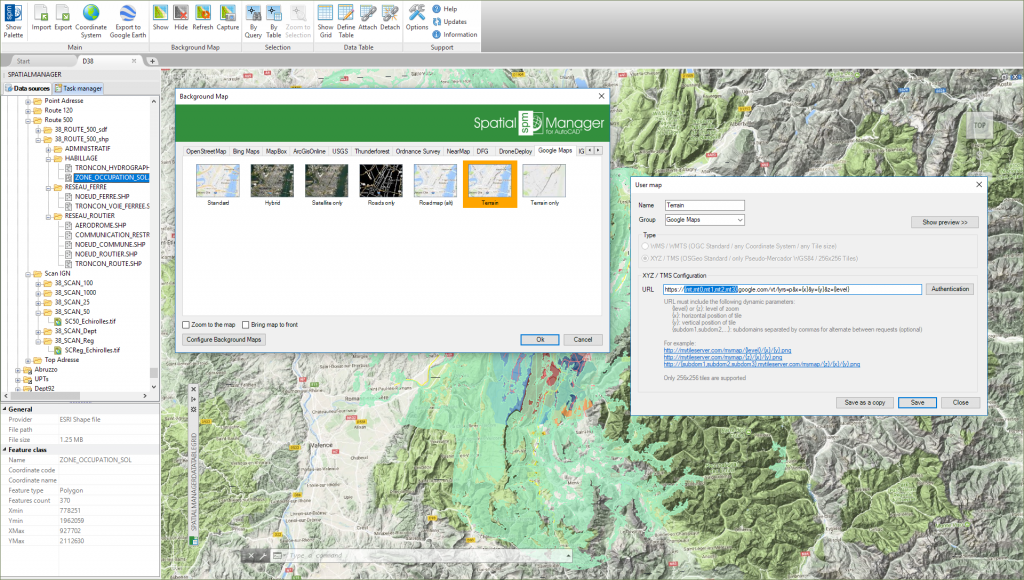 Show Palette
Import
Export
Coordinate System
Export to Google Earth
Show
Hide
Refresh
Capture
By Query
By Table
Zoom to Selection
Show Grid
Define Table
Attach
Detach
Options
Help
Updates
Information
Main
Background Map
Selection
Data Table
Support
Start
D38
SPATIALMANAGER
Data sources
Task manager
Point Adresse
Route 120
Route 500
38_ROUTE_500_sdf
38_ROUTE_500_shp
ADMINISTRATIF
HABILLAGE
TRONCON_HYDROGRAPH
ZONE_OCCUPATION_SOL.
RESEAU_FERRE
NOEUD_FERRE.SHP
TRONCON_VOIE_FERREE.S
RESEAU_ROUTIER
AERODROME.SHP
COMMUNICATION_RESTR
NOEUD_COMMUNE.SHP
NOEUD_ROUTIER.SHP
TRONCON_ROUTE.SHP
Scan IGN
38_SCAN_100
38_SCAN_1000
38_SCAN_25
38_SCAN_50
SC50_Echirolles.tif
38_SCAN_Dept
38_SCAN_Reg
SCReg_Echirolles.tif
Top Adresse
Abruzzo
UPTs
Dept92
General
Provider ESRI Shape file
File path
File size 1.25 MB
Feature class
Name ZONE_OCCUPATION_SOL
Coordinate code
Coordinate name
Feature type Polygon
Features count 370
Xmin 778251
Ymin 1962059
XMax 927702
YMax 2112630
Background Map
Spatial spm Manager
for AutoCAD
OpenStreetMap Bing Maps MapBox ArcGisOnline USGS Thunderforest Ordnance Survey NearMap DFG DroneDeploy Google Maps IG
Standard
Hybrid
Satellite only
Roads only
Roadmap (alt)
Terrain
Terrain only
Zoom to the map
Bring map to front
Configure Background Maps
Ok
Cancel
User map
Name Terrain
Group Google Maps
Show preview >>
Type
WMS / WMTS (OGC Standard / any Coordinate System / any Tile size)
XYZ / TMS (OSGeo Standard / only Pseudo-Mercador WGS84 / 256x256 Tiles)
XYZ / TMS Configuration
URL https://{mt,mt0,mt1,mt2,mt3}.google.com/vt/lyrs=p&x={x}&y={y}&z={level}
Authentication
URL must include the following dynamic parameters:
{level} or {z}: level of zoom
{x}: horizontal position of tile
{y}: vertical position of tile
{subdom1,subdom2,...}: subdomains separated by commas for alternate between requests (optional)
For example:
http://mytileserver.com/msmap/{level}/{x}/{y}.png
http://mytileserver.com/msmap/{z}/{x}/{y}.png
http://{subdom1,subdom2,subdom3}.mytileserver.com/msmap/{z}/{x}/{y}.png
Only 256x256 tiles are supported
Save as a copy
Save
Close
TOP
Valence
SPATIALMANAGERDATATABLEGRID
Type a command